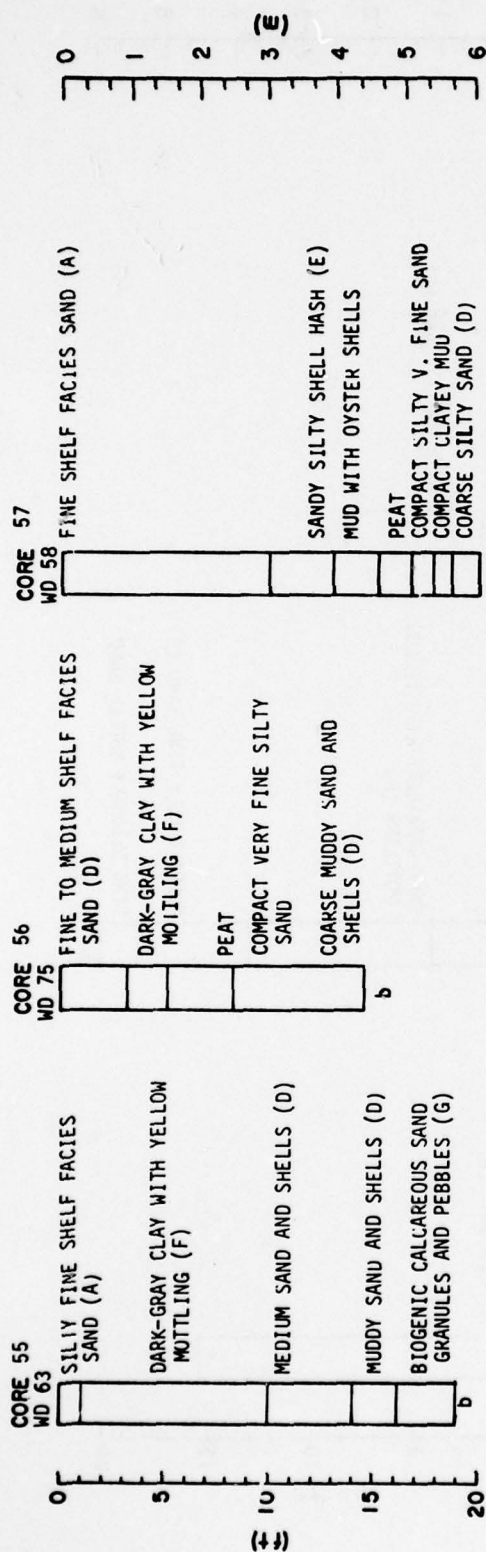 CORE 55
WD 63
SILTY FINE SHELF FACIES
SAND (A)
DARK-GRAY CLAY WITH YELLOW
MOTTLING (F)
MEDIUM SAND AND SHELLS (D)
MUDDY SAND AND SHELLS (D)
BIOGENIC CALCAREOUS SAND
GRANULES AND PEBBLES (G)
b
0
5
10
15
20
(ft)
CORE 56
WD 75
FINE TO MEDIUM SHELF FACIES
SAND (D)
DARK-GRAY CLAY WITH YELLOW
MOTTLING (F)
PEAT
COMPACT VERY FINE SILTY
SAND
COARSE MUDDY SAND AND
SHELLS (D)
b
CORE 57
WD 58
FINE SHELF FACIES SAND (A)
SANDY SILTY SHELL HASH (E)
MUD WITH OYSTER SHELLS
PEAT
COMPACT SILTY V. FINE SAND
COMPACT CLAYEY MUD
COARSE SILTY SAND (D)
0
1
2
3
4
5
6
(m)